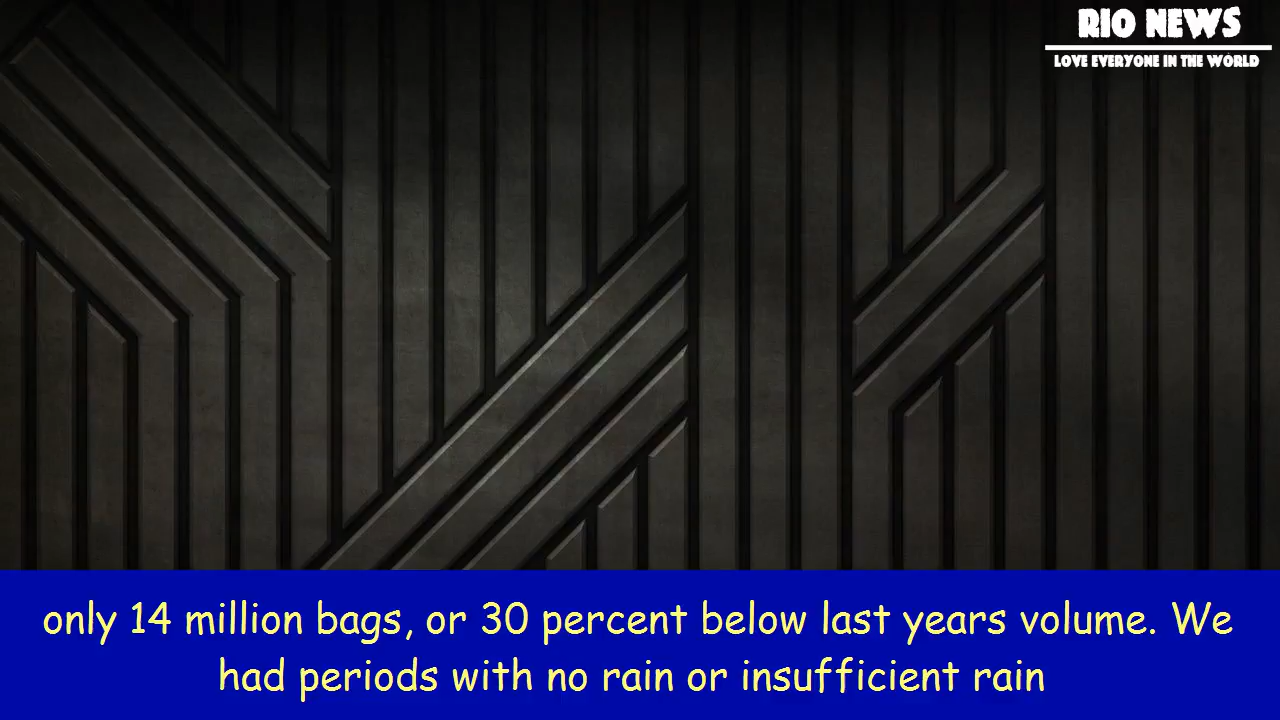 RIO NEWS
LOVE EVERYONE IN THE WORLD
only 14 million bags, or 30 percent below last years volume. We
had periods with no rain or insufficient rain